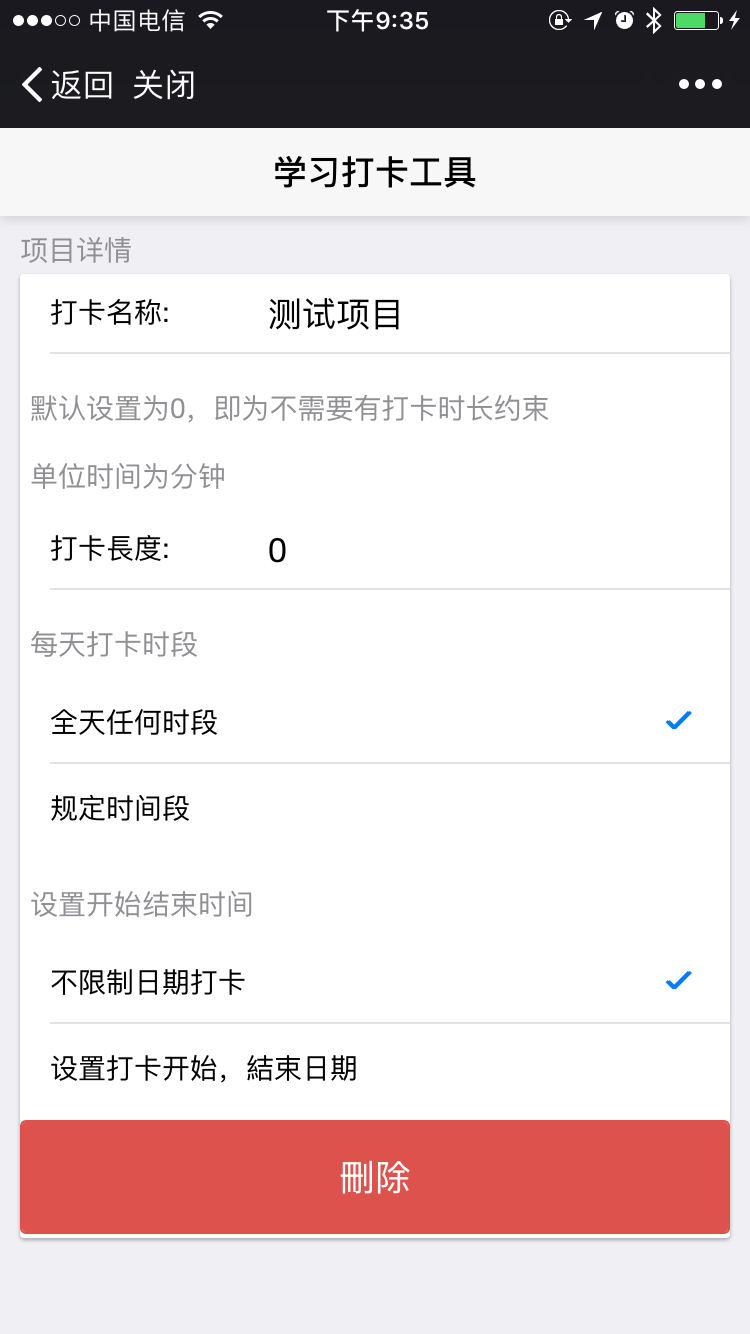 中国电信 下午9:35
返回 关闭
学习打卡工具
项目详情
打卡名称: 测试项目
默认设置为0，即为不需要有打卡时长约束
单位时间为分钟
打卡長度: 0
每天打卡时段
全天任何时段
规定时间段
设置开始结束时间
不限制日期打卡
设置打卡开始，結束日期
刪除